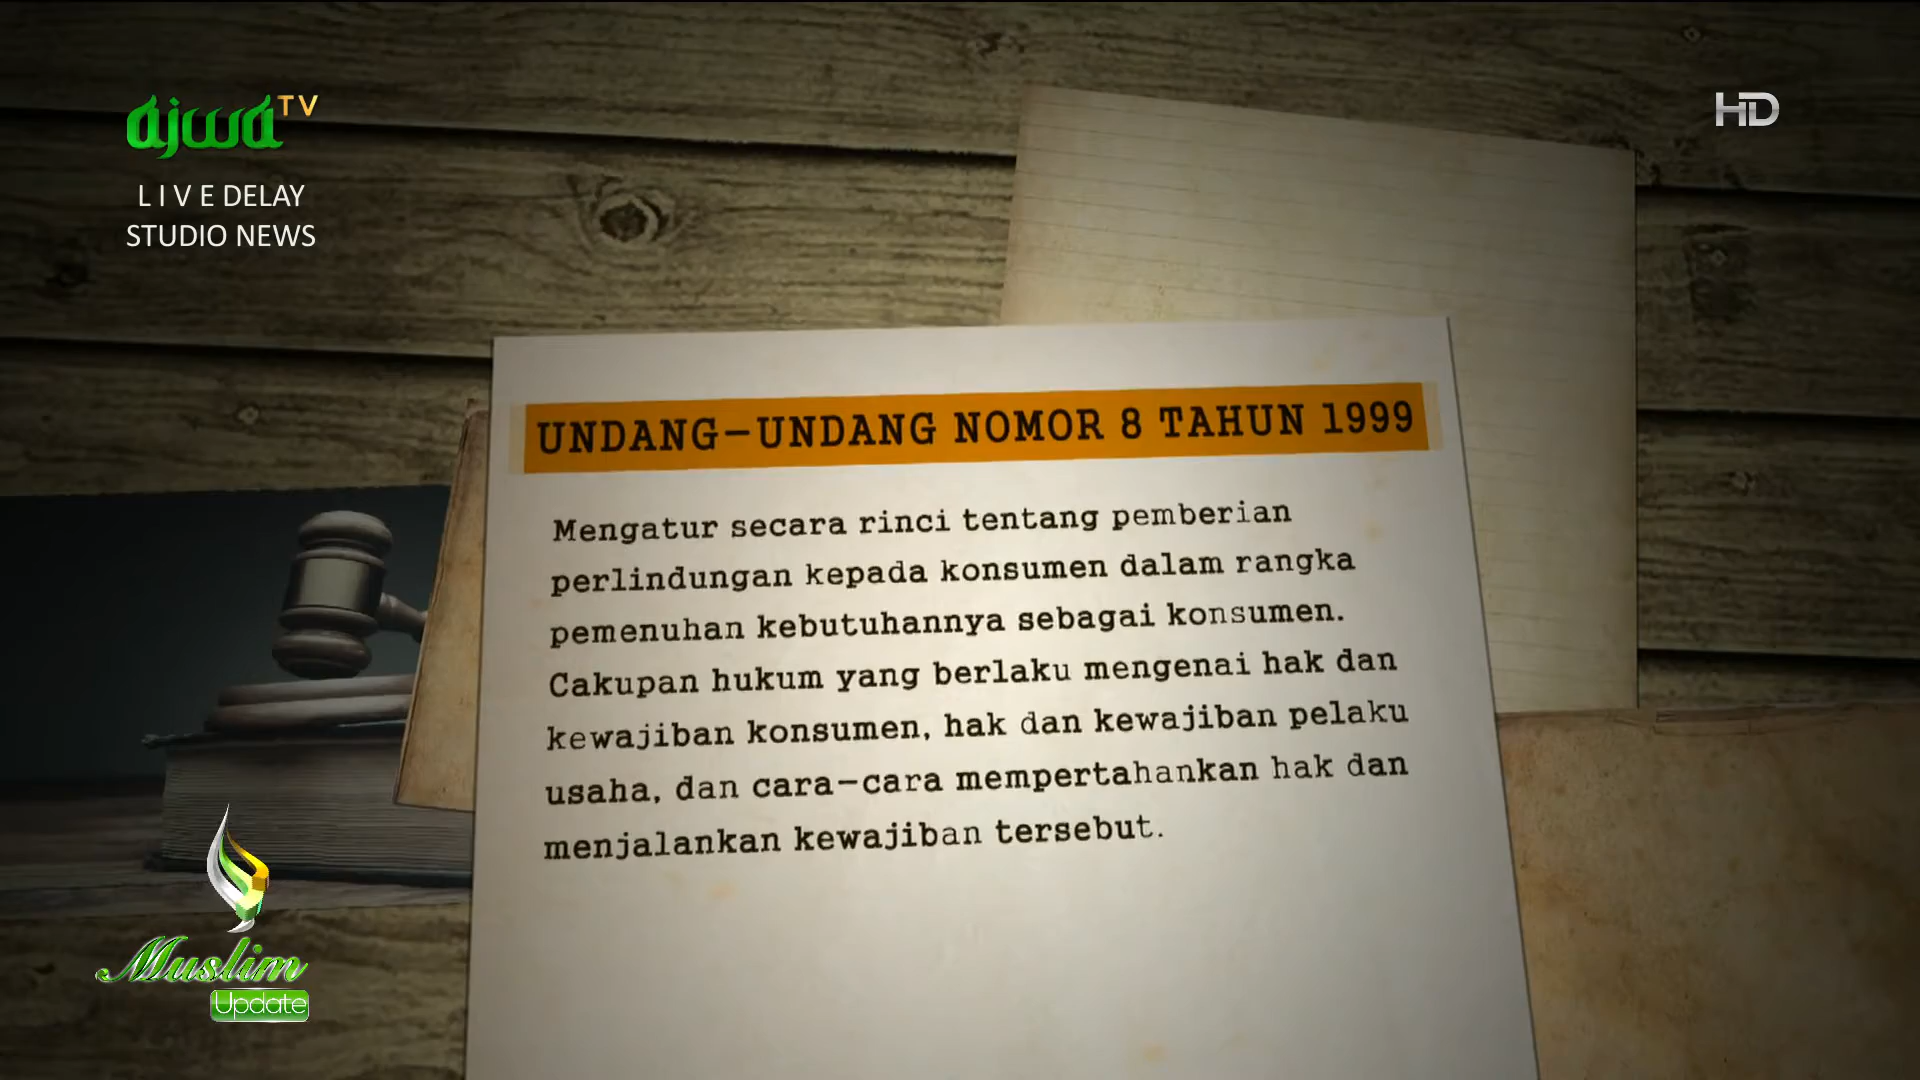 ajwa TV
HD
L I V E DELAY
STUDIO NEWS
UNDANG-UNDANG NOMOR 8 TAHUN 1999
Mengatur secara rinci tentang pemberian
perlindungan kepada konsumen dalam rangka
pemenuhan kebutuhannya sebagai konsumen.
Cakupan hukum yang berlaku mengenai hak dan
kewajiban konsumen, hak dan kewajiban pelaku
usaha, dan cara-cara mempertahankan hak dan
menjalankan kewajiban tersebut.
Muslim
Update